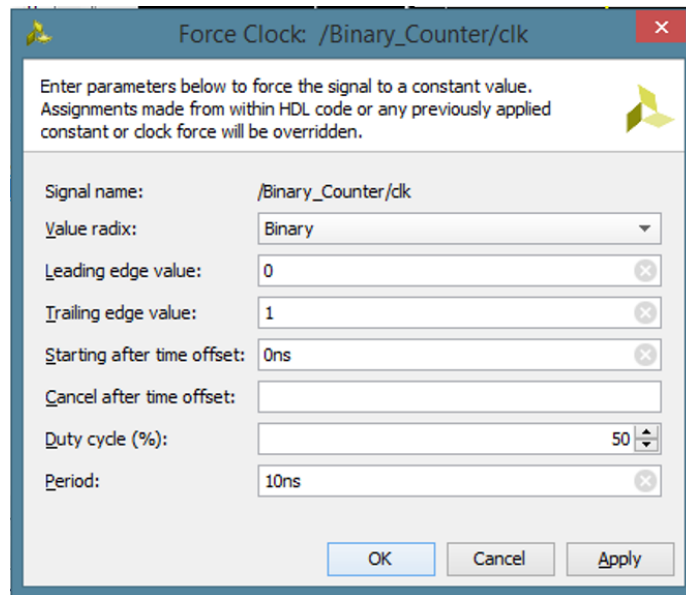 Force Clock: /Binary_Counter/clk
Enter parameters below to force the signal to a constant value.
Assignments made from within HDL code or any previously applied
constant or clock force will be overridden.
Signal name: /Binary_Counter/clk
Value radix: Binary
Leading edge value: 0
Trailing edge value: 1
Starting after time offset: 0ns
Cancel after time offset:
Duty cycle (%): 50
Period: 10ns
OK Cancel Apply